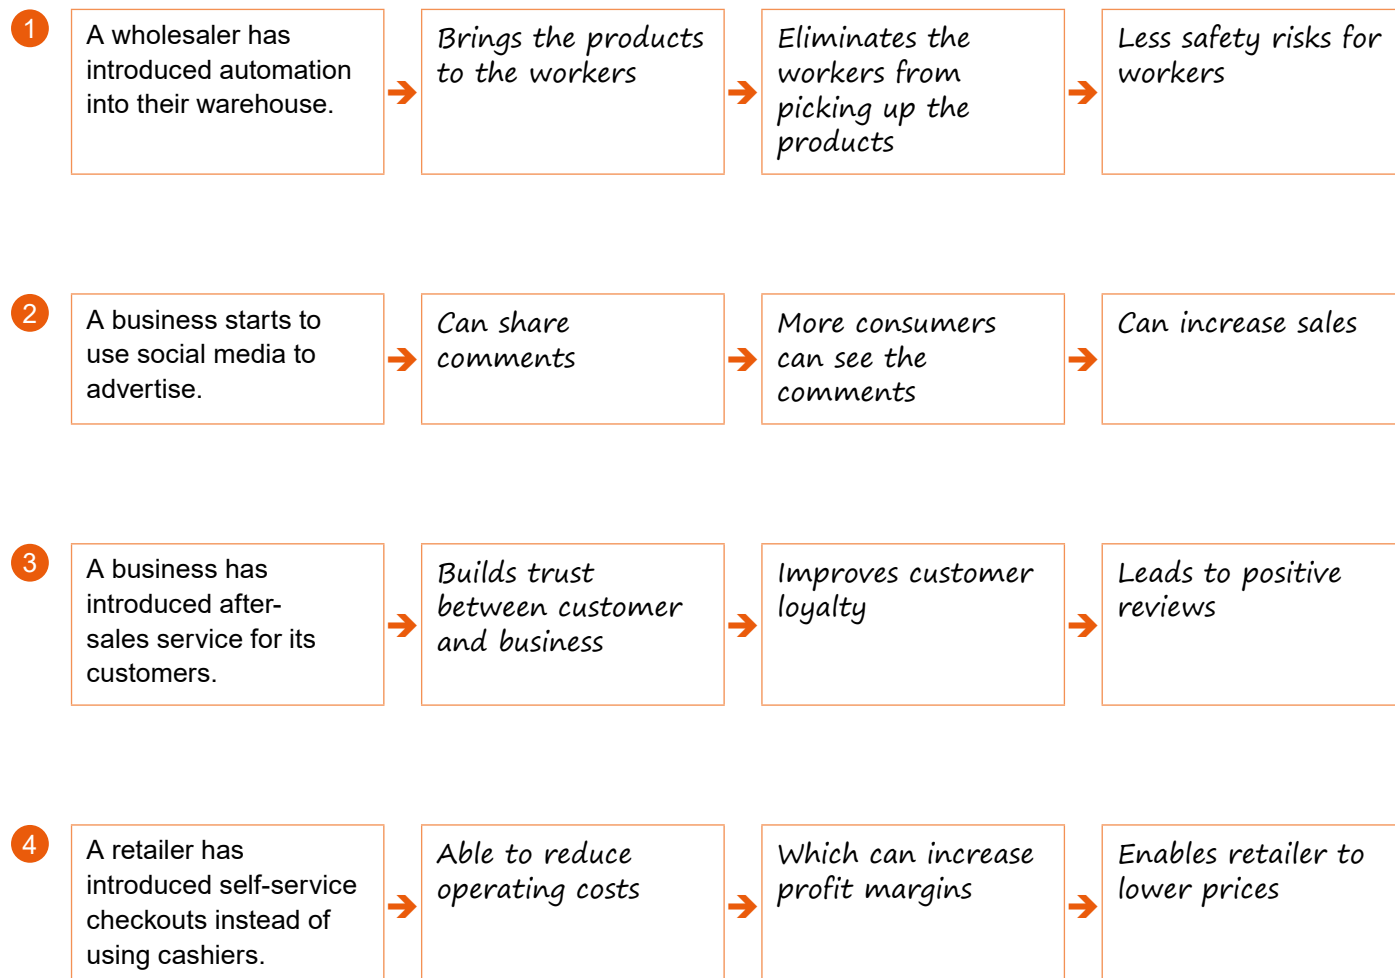 1
A wholesaler has
introduced automation
into their warehouse.
Brings the products
to the workers
Eliminates the
workers from
picking up the
products
Less safety risks for
workers
2
A business starts to
use social media to
advertise.
Can share
comments
More consumers
can see the
comments
Can increase sales
3
A business has
introduced after-
sales service for its
customers.
Builds trust
between customer
and business
Improves customer
loyalty
Leads to positive
reviews
4
A retailer has
introduced self-service
checkouts instead of
using cashiers.
Able to reduce
operating costs
Which can increase
profit margins
Enables retailer to
lower prices